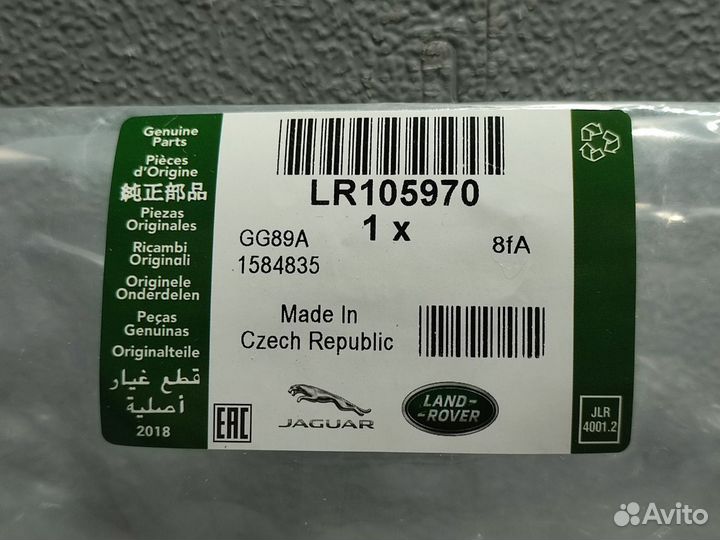 Genuine
Parts
Pièces
d'Origine
純正部品
Piezas
Originales
Ricambi
Originali
Originele
Onderdelen
Peças
Genuinas
Originalteile
قطع غيار
أصلية
2018
LR105970
1 x
GG89A
8fA
1584835
Made In
Czech Republic
EAC
JAGUAR
LAND-
-ROVER
JLR
4001.2
Avito